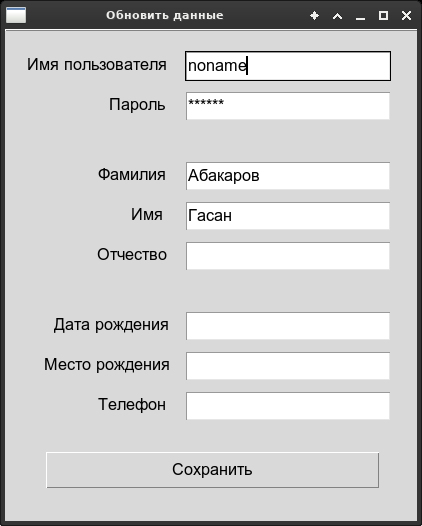 Обновить данные
Имя пользователя noname
Пароль ******
Фамилия Абакаров
Имя Гасан
Отчество
Дата рождения
Место рождения
Телефон
Сохранить